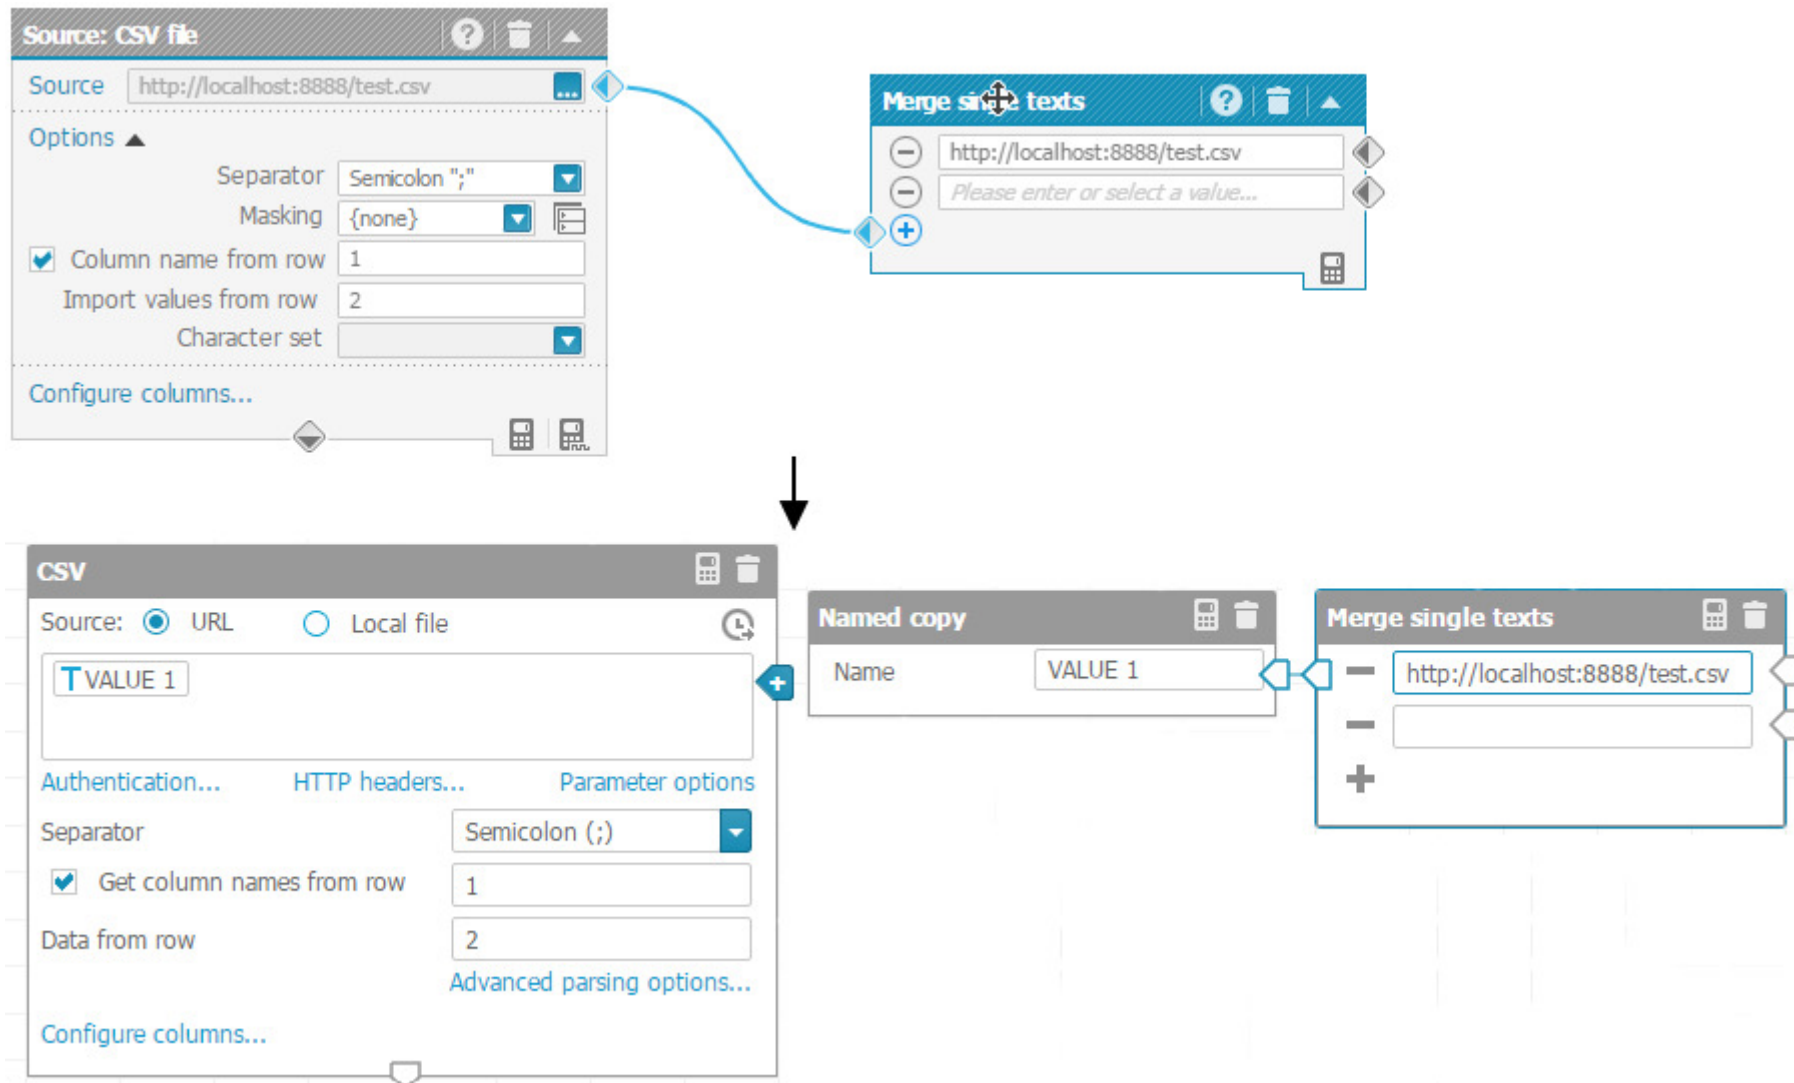 Source: CSV file
Source http://localhost:8888/test.csv ...
Options
Separator Semicolon ";"
Masking {none}
Column name from row 1
Import values from row 2
Character set
Configure columns...
Merge single texts
http://localhost:8888/test.csv
Please enter or select a value...
CSV
Source: URL Local file
T VALUE 1
Authentication... HTTP headers... Parameter options
Separator Semicolon (;)
Get column names from row 1
Data from row 2
Advanced parsing options...
Configure columns...
Named copy
Name VALUE 1
Merge single texts
http://localhost:8888/test.csv